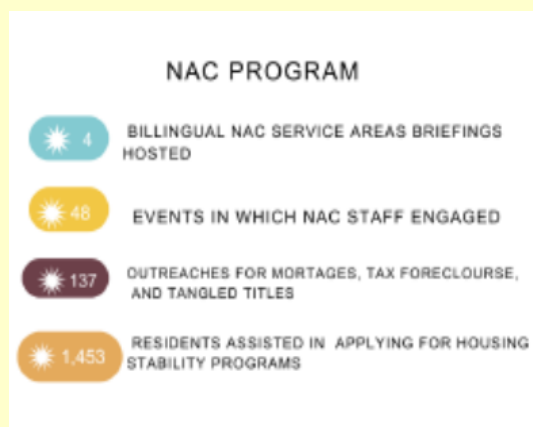 NAC PROGRAM
4
BILLINGUAL NAC SERVICE AREAS BRIEFINGS
HOSTED
48
EVENTS IN WHICH NAC STAFF ENGAGED
137
OUTREACHES FOR MORTAGES, TAX FORECLOURSE,
AND TANGLED TITLES
1,453
RESIDENTS ASSISTED IN APPLYING FOR HOUSING
STABILITY PROGRAMS